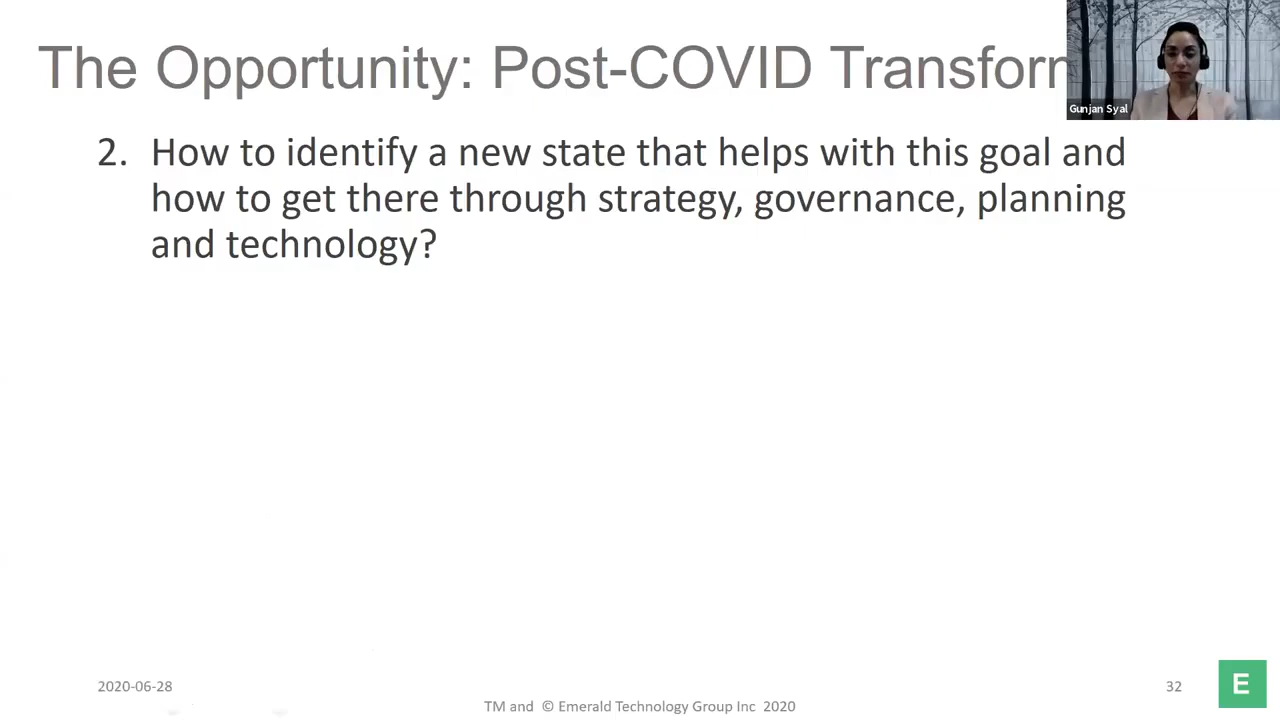 The Opportunity: Post-COVID Transform
Gunjan Syal
2. How to identify a new state that helps with this goal and
how to get there through strategy, governance, planning
and technology?
2020-06-28
TM and © Emerald Technology Group Inc 2020
32
E